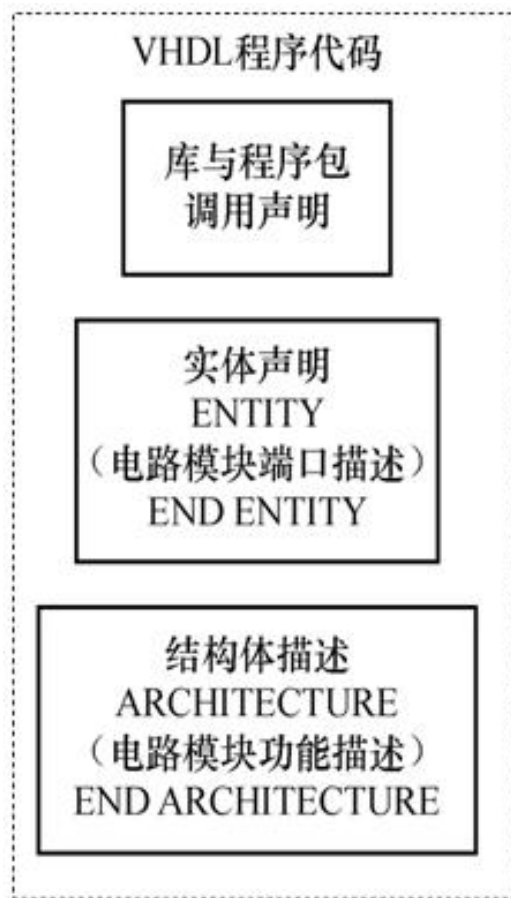 VHDL程序代码
库与程序包
调用声明
实体声明
ENTITY
（电路模块端口描述）
END ENTITY
结构体描述
ARCHITECTURE
（电路模块功能描述）
END ARCHITECTURE